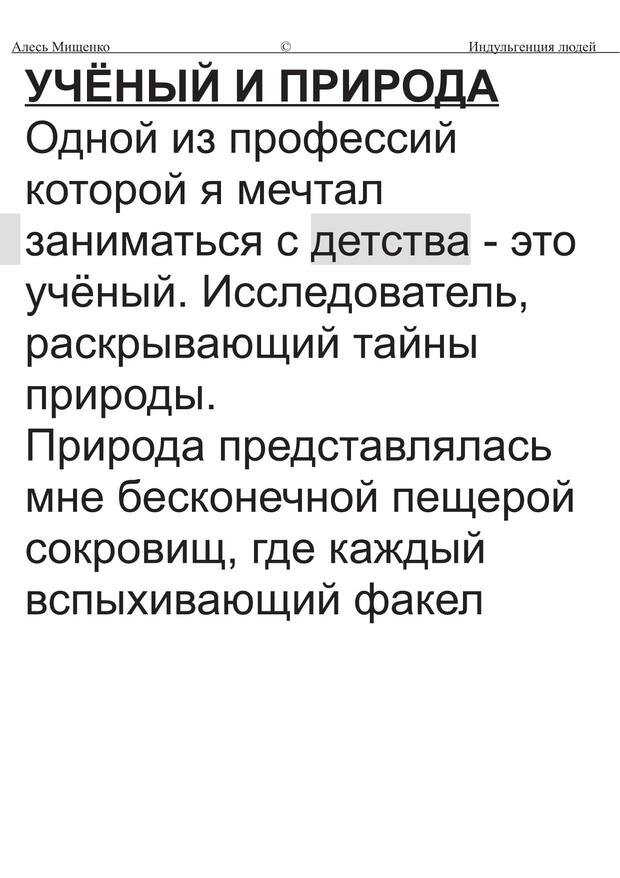 Алесь Мищенко © Индульгенция людей
УЧЁНЫЙ И ПРИРОДА
Одной из профессий
которой я мечтал
заниматься с детства - это
учёный. Исследователь,
раскрывающий тайны
природы.
Природа представлялась
мне бесконечной пещерой
сокровищ, где каждый
вспыхивающий факел